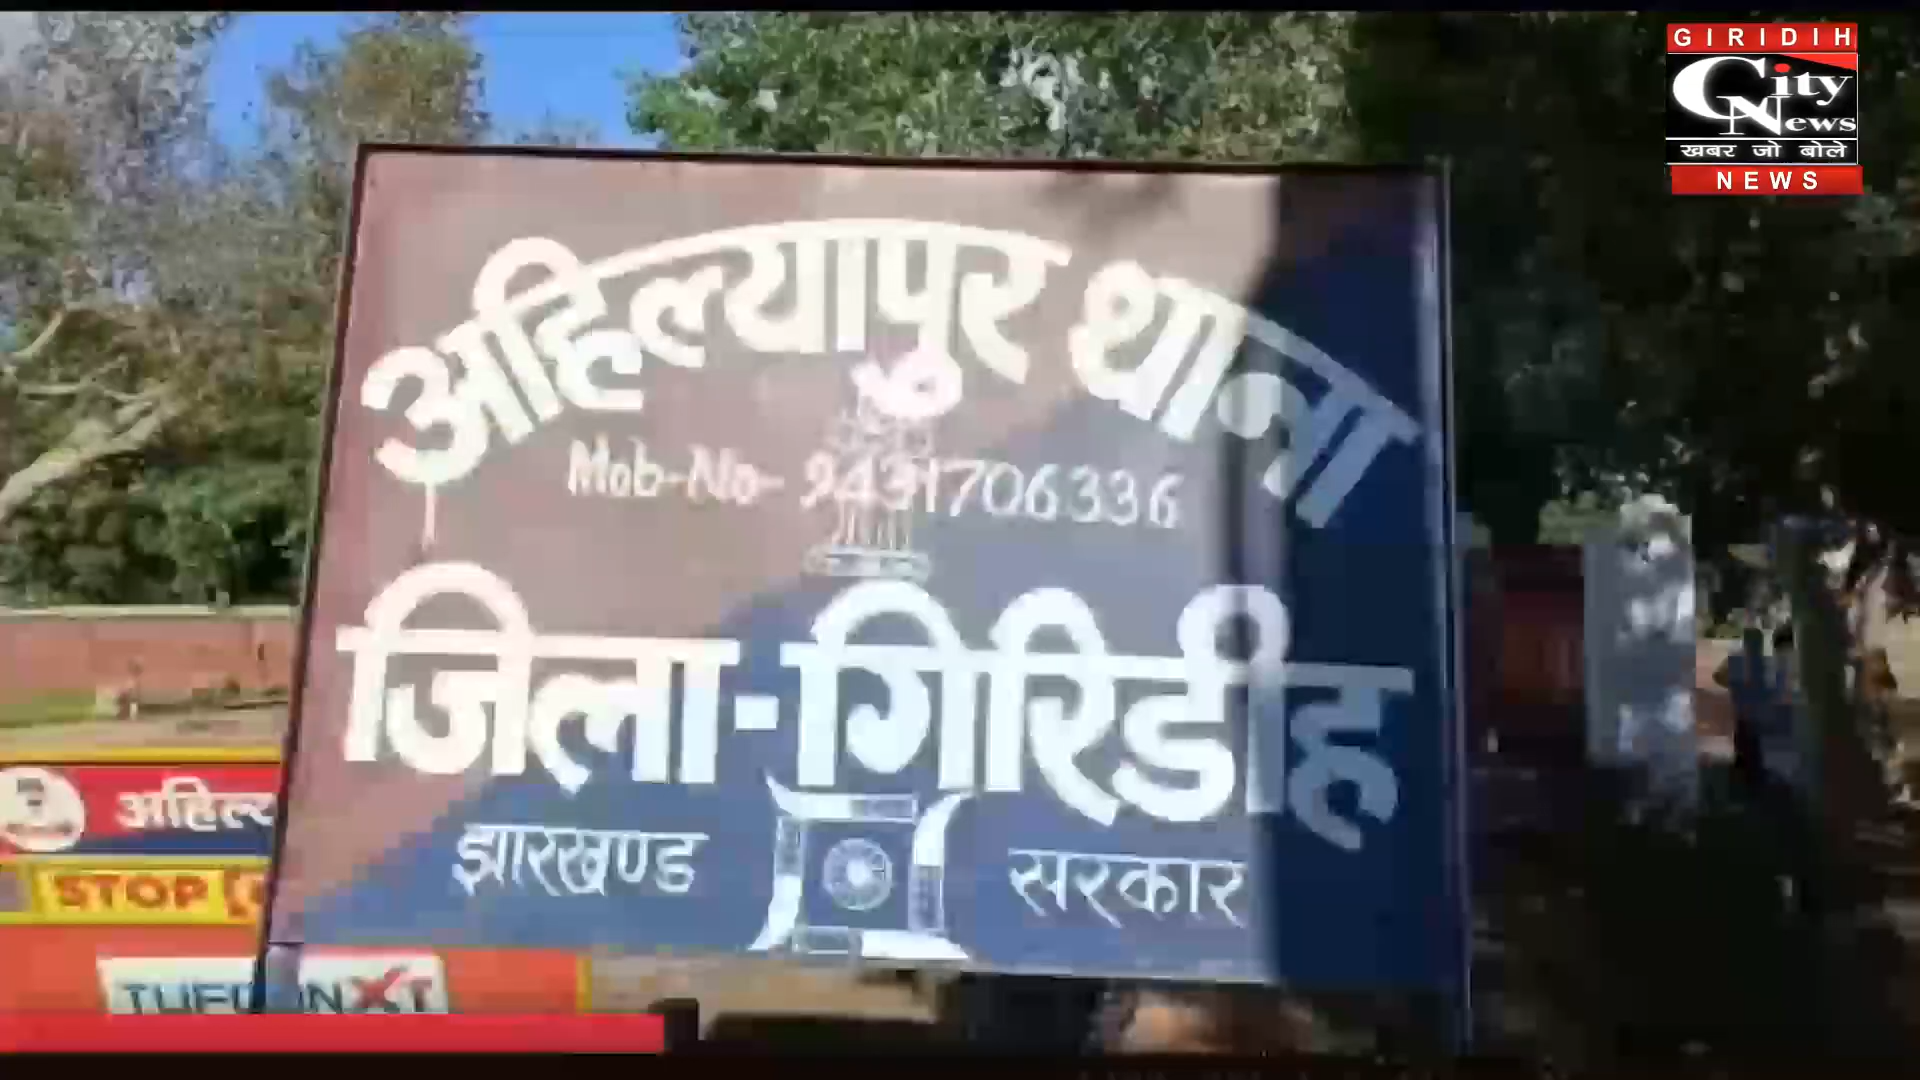 GIRIDIH
City News
खबर जो बोले
NEWS
अहिल्यापुर थाना
Mob-No- 9431706336
जिला-गिरिडीह
झारखण्ड सरकार
STOP